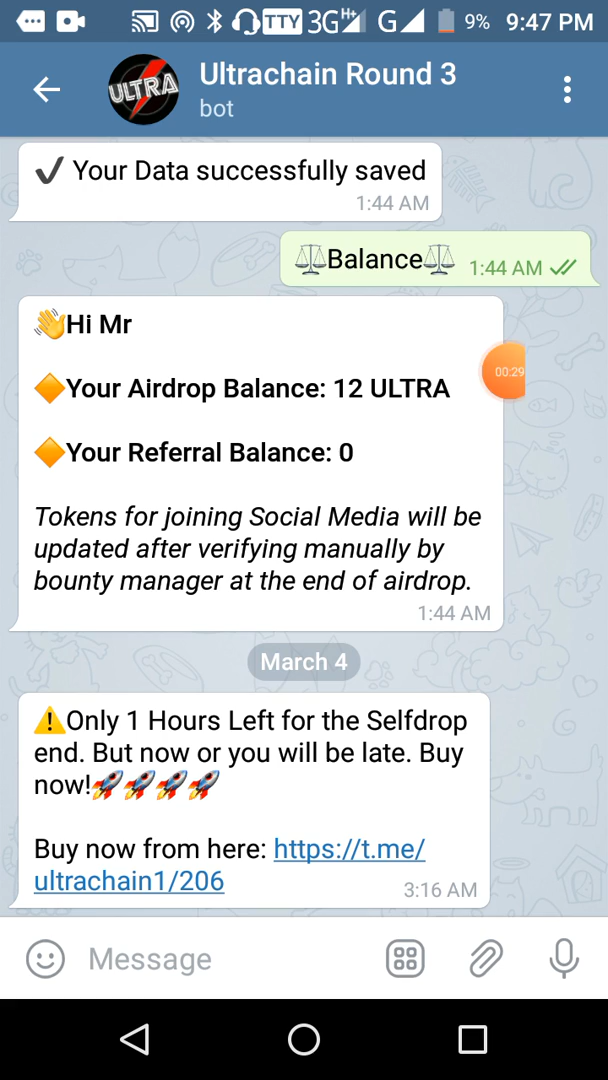 TTY 3G H+ G 9% 9:47 PM
ULTRA
Ultrachain Round 3
bot
✔ Your Data successfully saved
1:44 AM
⚖Balance⚖ 1:44 AM
👋Hi Mr
🔶Your Airdrop Balance: 12 ULTRA
00:29
🔶Your Referral Balance: 0
Tokens for joining Social Media will be
updated after verifying manually by
bounty manager at the end of airdrop.
1:44 AM
March 4
⚠Only 1 Hours Left for the Selfdrop
end. But now or you will be late. Buy
now!🚀🚀🚀🚀
Buy now from here: https://t.me/
ultrachain1/206
3:16 AM
Message